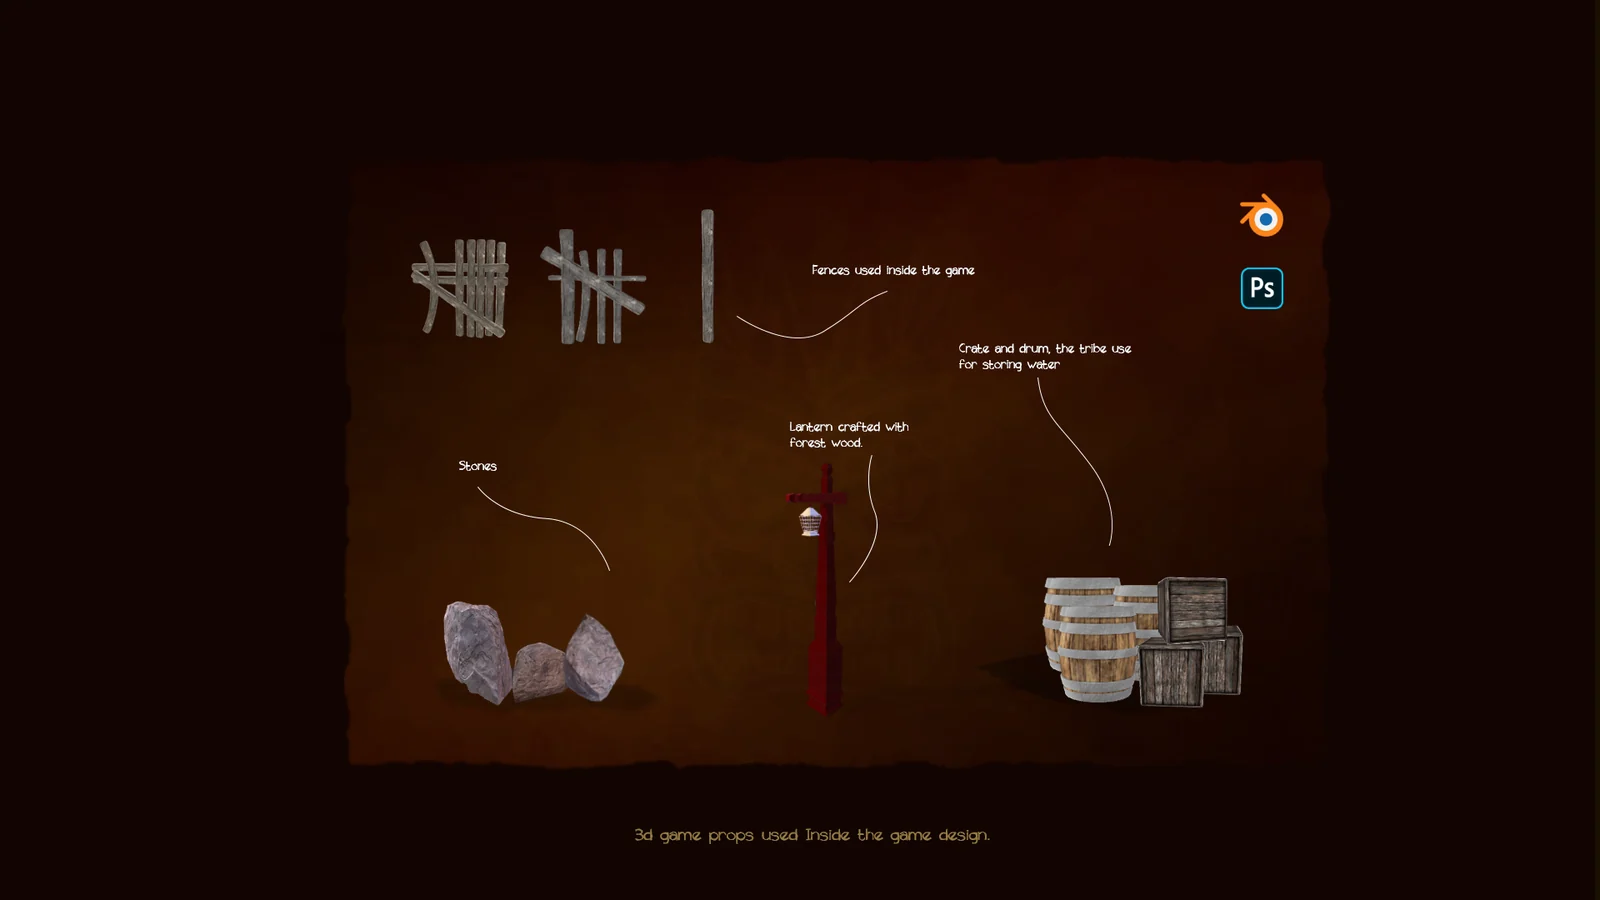 Fences used inside the game
Ps
Crate and drum, the tribe use
for storing water
Lantern crafted with
forest wood.
Stones
3d game props used Inside the game design.